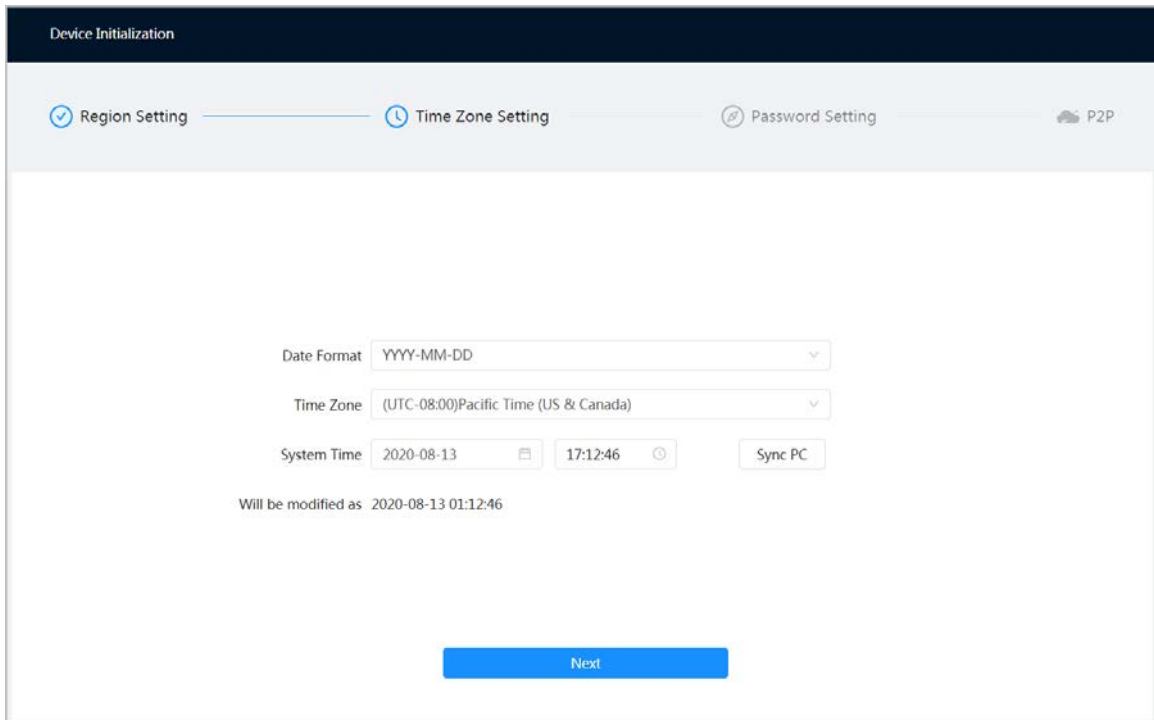 Device Initialization
Region Setting Time Zone Setting Password Setting P2P
Date Format YYYY-MM-DD
Time Zone (UTC-08:00)Pacific Time (US & Canada)
System Time 2020-08-13 17:12:46 Sync PC
Will be modified as 2020-08-13 01:12:46
Next